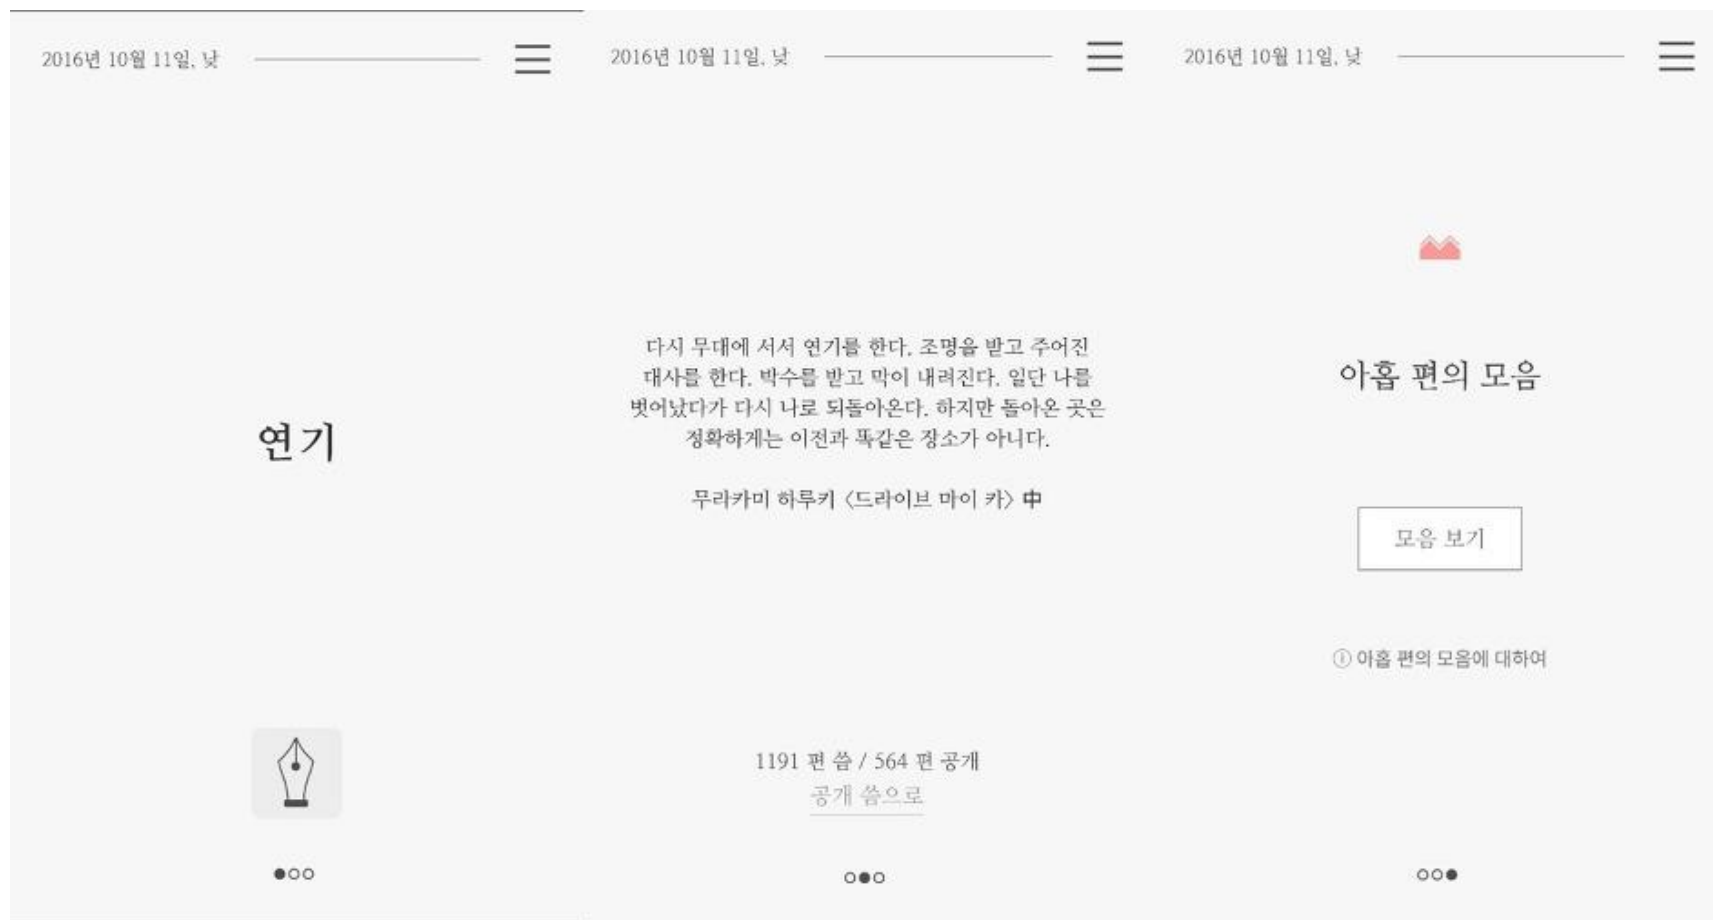 2016년 10월 11일, 낮
연기
2016년 10월 11일, 낮
다시 무대에 서서 연기를 한다. 조명을 받고 주어진
대사를 한다. 박수를 받고 막이 내려진다. 일단 나를
벗어났다가 다시 나로 되돌아온다. 하지만 돌아온 곳은
정확하게는 이전과 똑같은 장소가 아니다.
무라카미 하루키 〈드라이브 마이 카〉 中
1191 편 씀 / 564 편 공개
공개 씀으로
2016년 10월 11일, 낮
아홉 편의 모음
모음 보기
ⓘ 아홉 편의 모음에 대하여